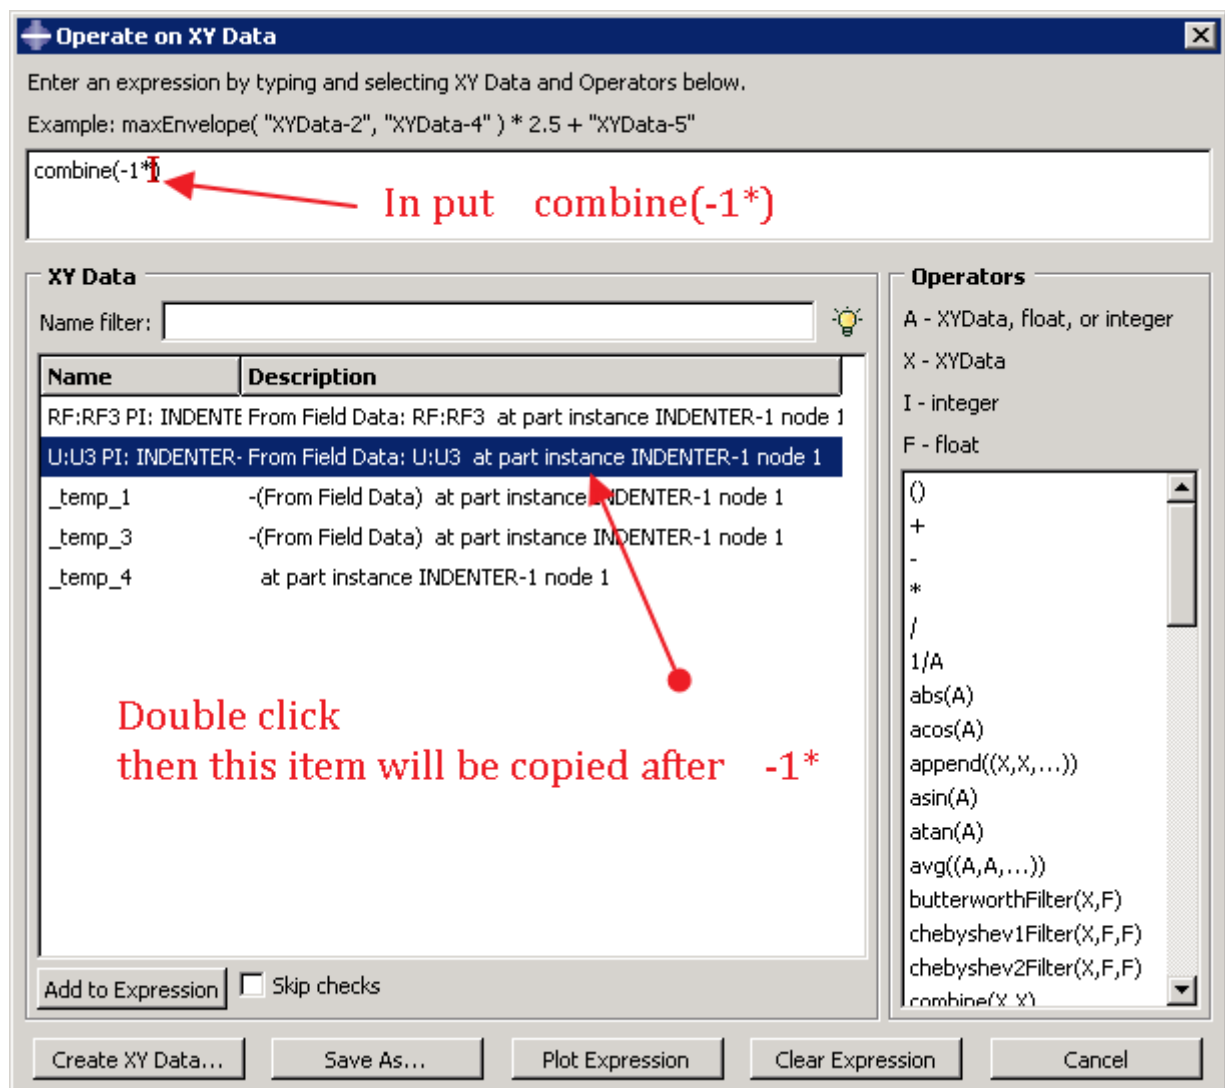 Operate on XY Data
Enter an expression by typing and selecting XY Data and Operators below.
Example: maxEnvelope( "XYData-2", "XYData-4" ) * 2.5 + "XYData-5"
combine(-1*)
In put combine(-1*)
XY Data
Name filter:
Name Description
RF:RF3 PI: INDENTE From Field Data: RF:RF3 at part instance INDENTER-1 node 1
U:U3 PI: INDENTER- From Field Data: U:U3 at part instance INDENTER-1 node 1
_temp_1 -(From Field Data) at part instance INDENTER-1 node 1
_temp_3 -(From Field Data) at part instance INDENTER-1 node 1
_temp_4 at part instance INDENTER-1 node 1
Double click
then this item will be copied after -1*
Add to Expression Skip checks
Operators
A - XYData, float, or integer
X - XYData
I - integer
F - float
()
+
-
*
/
1/A
abs(A)
acos(A)
append((X,X,...))
asin(A)
atan(A)
avg((A,A,...))
butterworthFilter(X,F)
chebyshev1Filter(X,F,F)
chebyshev2Filter(X,F,F)
combine(X,X)
Create XY Data... Save As... Plot Expression Clear Expression Cancel